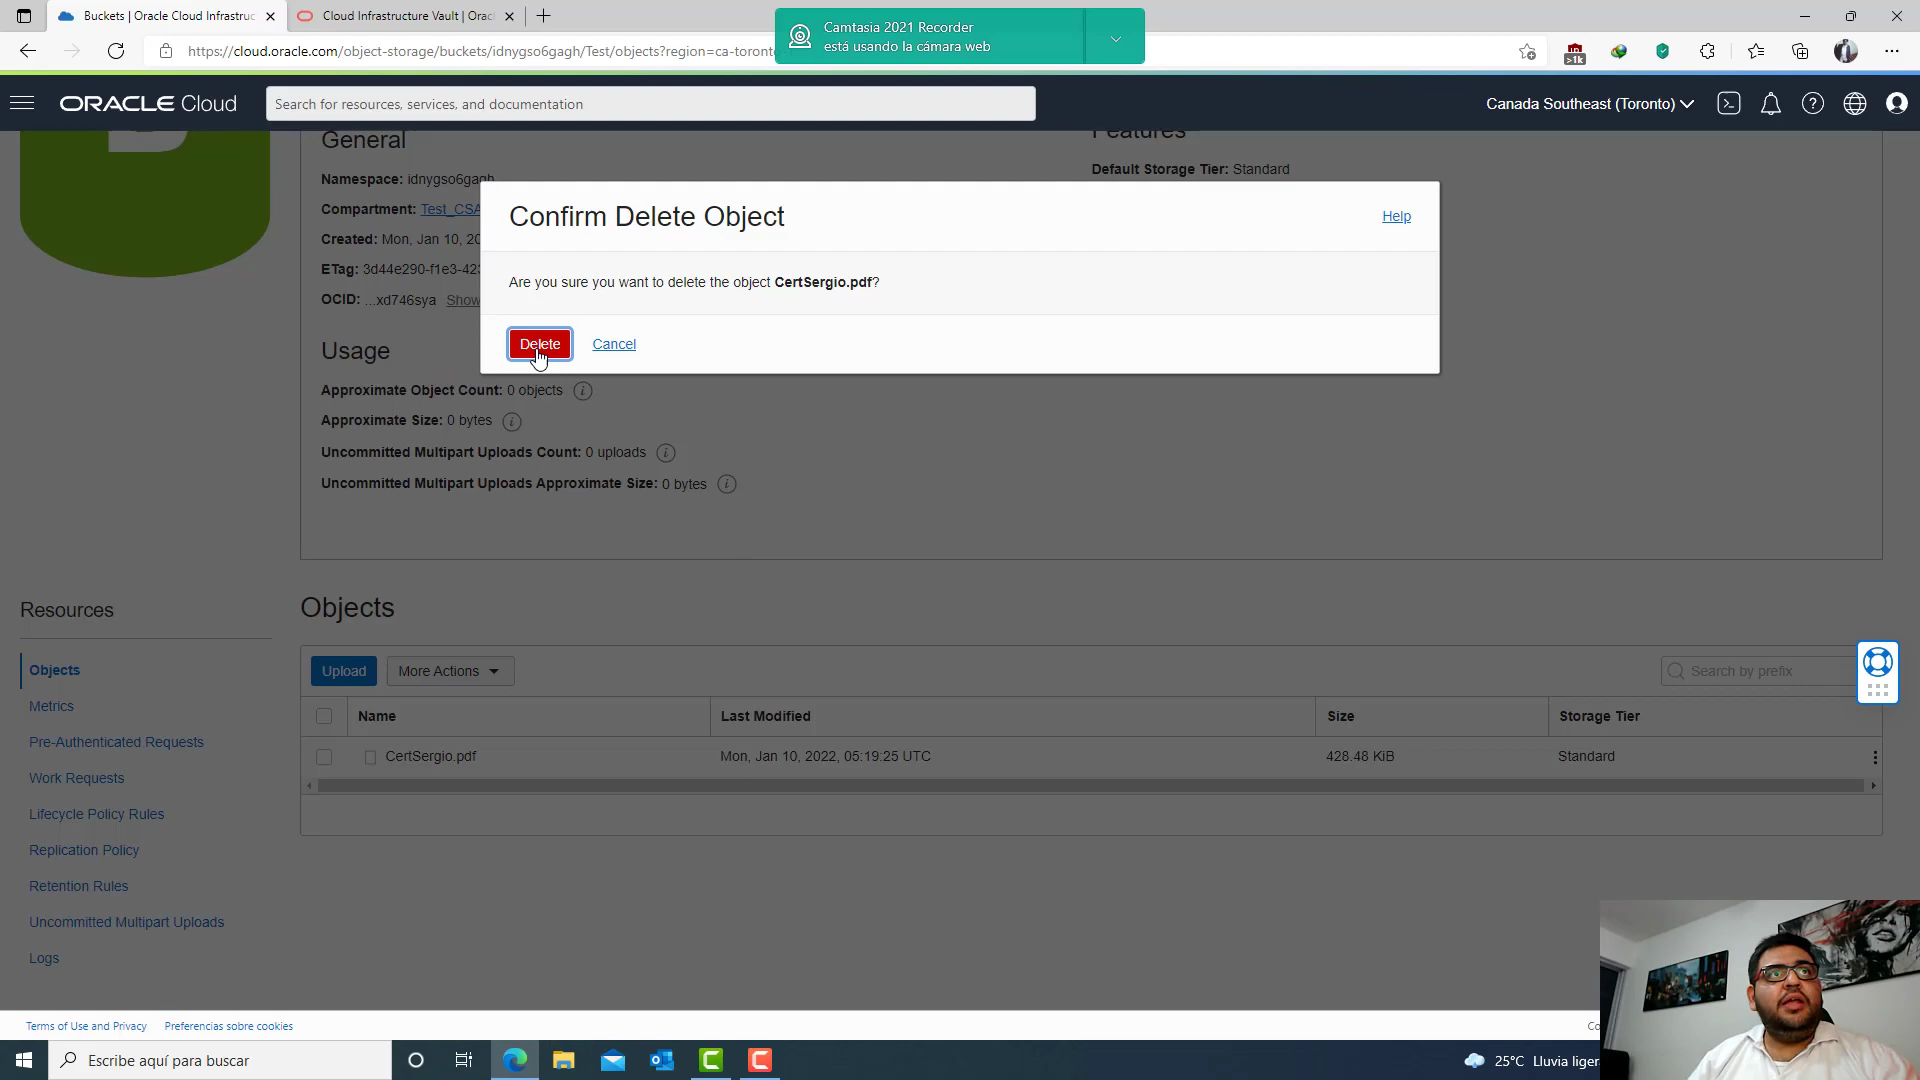 Buckets | Oracle Cloud Infrastruc
Cloud Infrastructure Vault | Orac
Camtasia 2021 Recorder
está usando la cámara web
https://cloud.oracle.com/object-storage/buckets/idnygso6gagh/Test/objects?region=ca-toront
>1k
ORACLE Cloud
Search for resources, services, and documentation
Canada Southeast (Toronto)
General
Features
Namespace: idnygso6gagh
Default Storage Tier: Standard
Compartment: Test_CSA
Created: Mon, Jan 10, 20
ETag: 3d44e290-f1e3-423
OCID: ...xd746sya Show
Confirm Delete Object
Help
Are you sure you want to delete the object CertSergio.pdf?
Delete
Cancel
Usage
Approximate Object Count: 0 objects
Approximate Size: 0 bytes
Uncommitted Multipart Uploads Count: 0 uploads
Uncommitted Multipart Uploads Approximate Size: 0 bytes
Resources
Objects
Metrics
Pre-Authenticated Requests
Work Requests
Lifecycle Policy Rules
Replication Policy
Retention Rules
Uncommitted Multipart Uploads
Logs
Objects
Upload
More Actions
Search by prefix
Name
Last Modified
Size
Storage Tier
CertSergio.pdf
Mon, Jan 10, 2022, 05:19:25 UTC
428.48 KiB
Standard
Terms of Use and Privacy
Preferencias sobre cookies
Co
Escribe aquí para buscar
25°C Lluvia liger